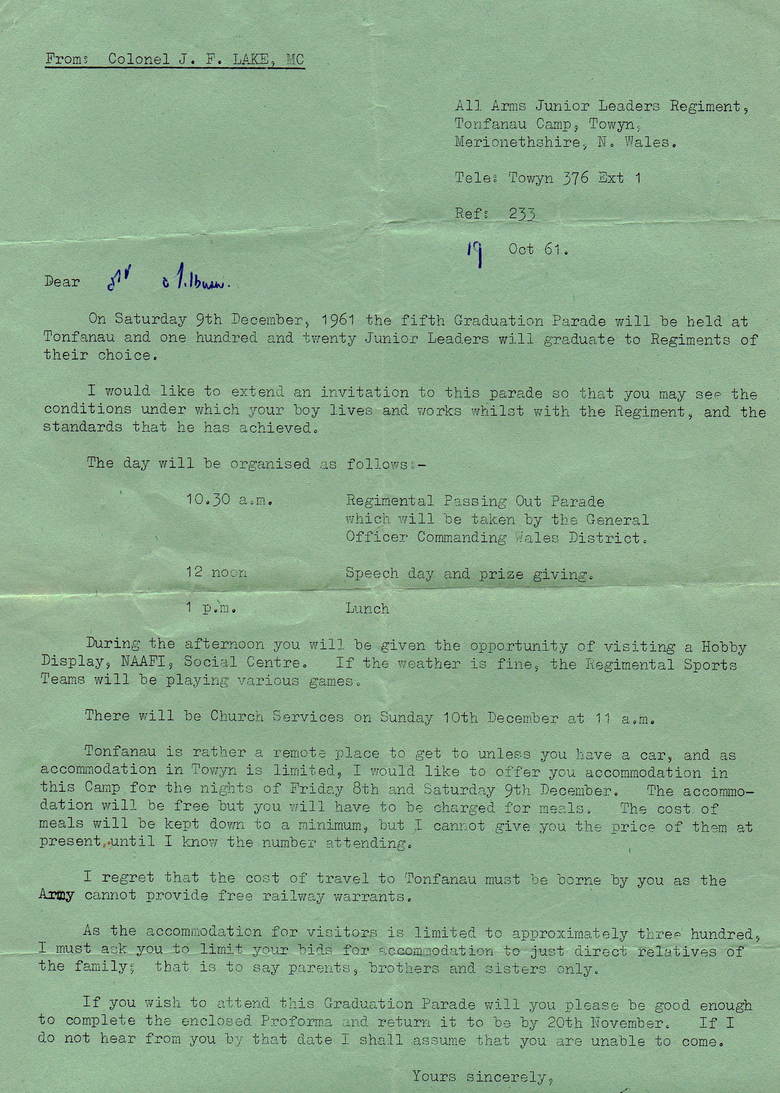 From: Colonel J. F. LAKE, MC
All Arms Junior Leaders Regiment,
Tonfanau Camp, Towyn,
Merionethshire, N. Wales.
Tele: Towyn 376 Ext 1
Ref: 233
19 Oct 61.
Dear
On Saturday 9th December, 1961 the fifth Graduation Parade will be held at
Tonfanau and one hundred and twenty Junior Leaders will graduate to Regiments of
their choice.
I would like to extend an invitation to this parade so that you may see the
conditions under which your boy lives and works whilst with the Regiment, and the
standards that he has achieved.
The day will be organised as follows:-
10.30 a.m. Regimental Passing Out Parade
which will be taken by the General
Officer Commanding Wales District.
12 noon Speech day and prize giving.
1 p.m. Lunch
During the afternoon you will be given the opportunity of visiting a Hobby
Display, NAAFI, Social Centre. If the weather is fine, the Regimental Sports
Teams will be playing various games.
There will be Church Services on Sunday 10th December at 11 a.m.
Tonfanau is rather a remote place to get to unless you have a car, and as
accommodation in Towyn is limited, I would like to offer you accommodation in
this Camp for the nights of Friday 8th and Saturday 9th December. The accommo-
dation will be free but you will have to be charged for meals. The cost of
meals will be kept down to a minimum, but I cannot give you the price of them at
present, until I know the number attending.
I regret that the cost of travel to Tonfanau must be borne by you as the
Army cannot provide free railway warrants.
As the accommodation for visitors is limited to approximately three hundred,
I must ask you to limit your bids for accommodation to just direct relatives of
the family; that is to say parents, brothers and sisters only.
If you wish to attend this Graduation Parade will you please be good enough
to complete the enclosed Proforma and return it to be by 20th November. If I
do not hear from you by that date I shall assume that you are unable to come.
Yours sincerely,